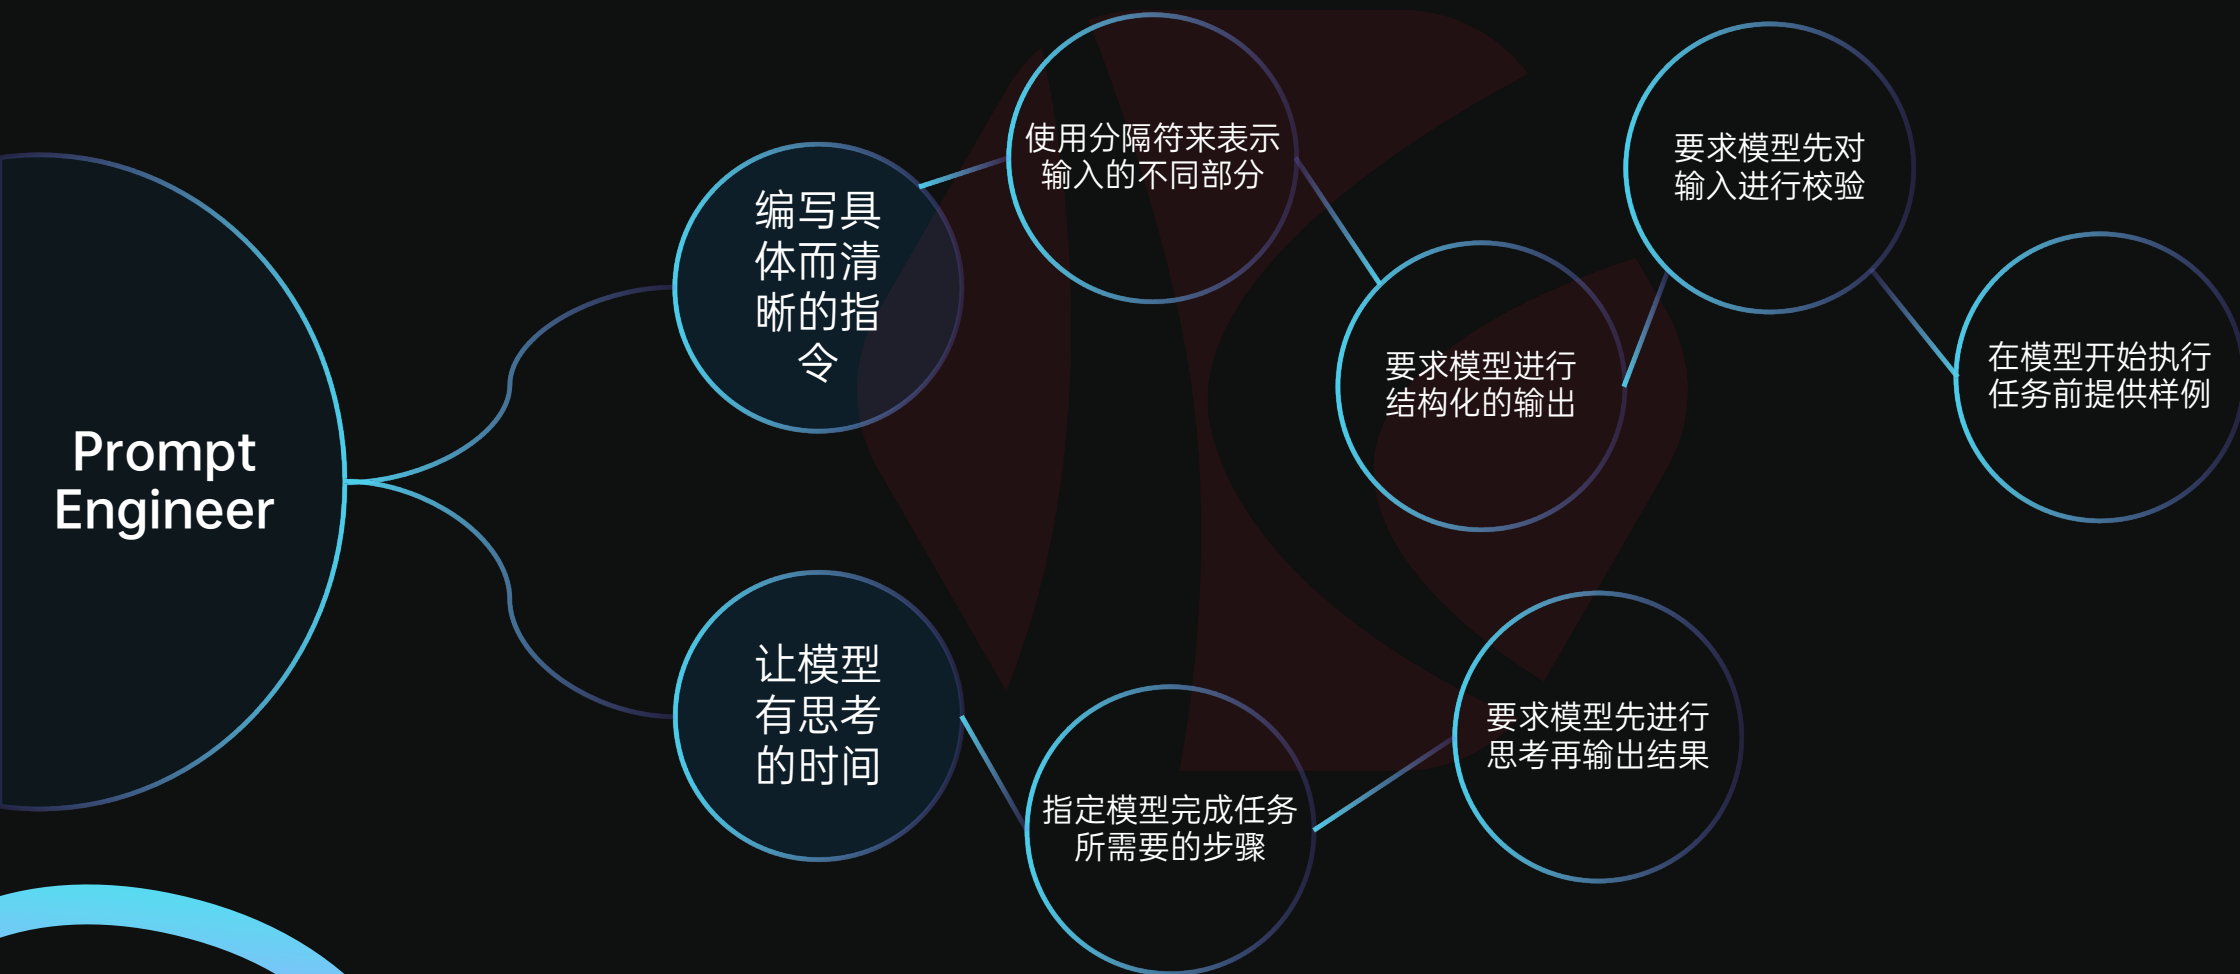 Prompt
Engineer
编写具
体而清
晰的指
令
使用分隔符来表示
输入的不同部分
要求模型进行
结构化的输出
要求模型先对
输入进行校验
在模型开始执行
任务前提供样例
让模型
有思考
的时间
指定模型完成任务
所需要的步骤
要求模型先进行
思考再输出结果